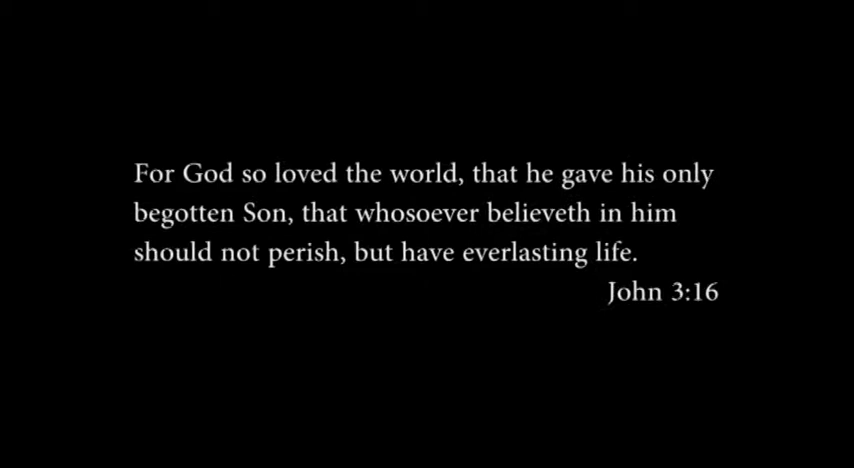 For God so loved the world, that he gave his only
begotten Son, that whosoever believeth in him
should not perish, but have everlasting life.
John 3:16